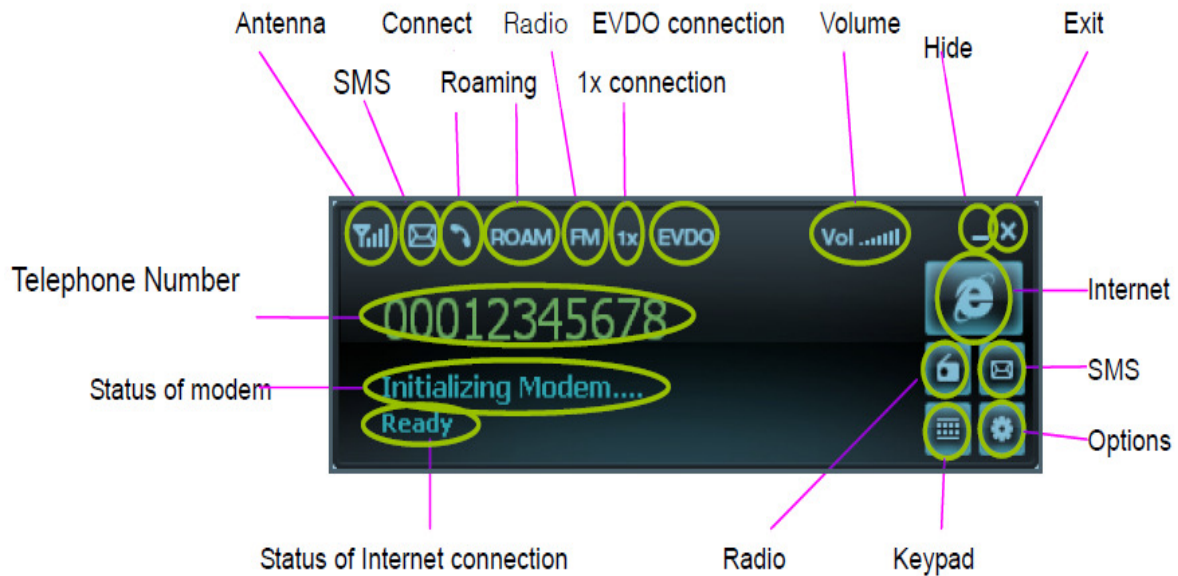 Antenna Connect Radio EVDO connection Volume Exit
Hide
SMS Roaming 1x connection
ROAM FM 1x EVDO Vol
Telephone Number
00012345678
Internet
SMS
Status of modem
Initializing Modem....
Ready
Options
Status of Internet connection Radio Keypad